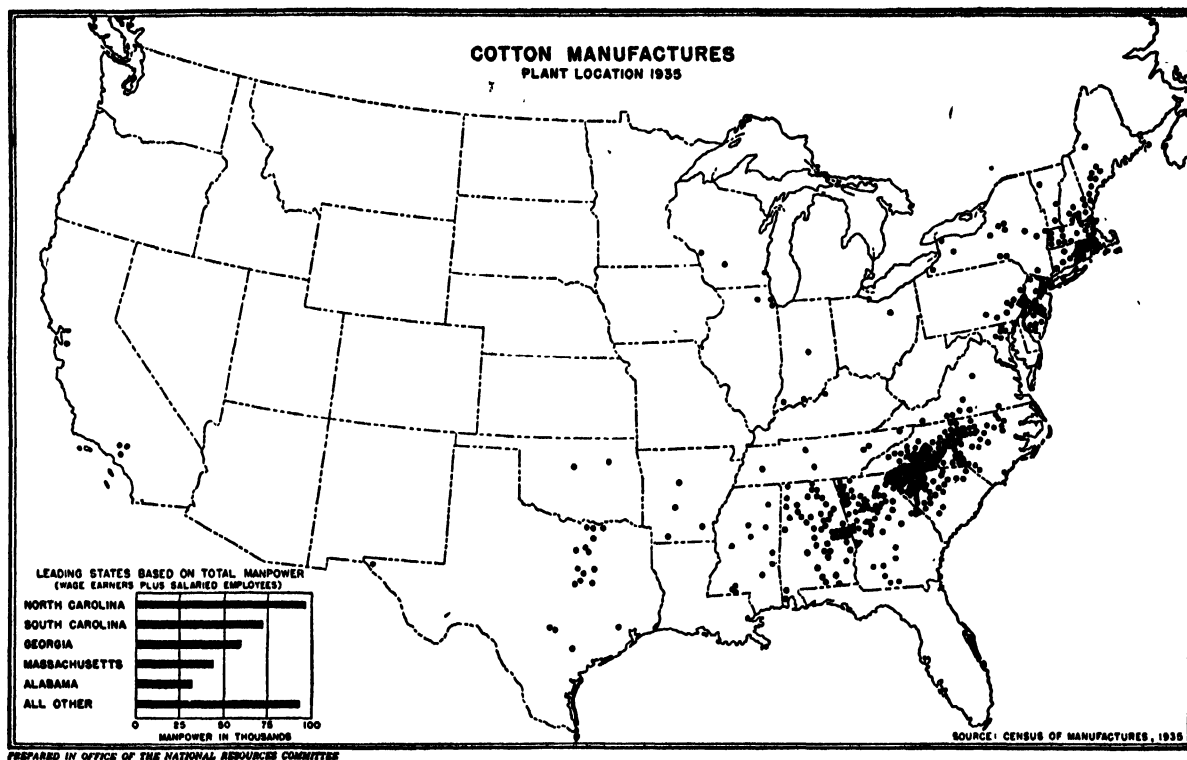 COTTON MANUFACTURES
PLANT LOCATION 1935
LEADING STATES BASED ON TOTAL MANPOWER
(WAGE EARNERS PLUS SALARIED EMPLOYEES)
NORTH CAROLINA
SOUTH CAROLINA
GEORGIA
MASSACHUSETTS
ALABAMA
ALL OTHER
0 25 50 75 100
MANPOWER IN THOUSANDS
SOURCE: CENSUS OF MANUFACTURES, 1935
PREPARED IN OFFICE OF THE NATIONAL RESOURCES COMMITTEE